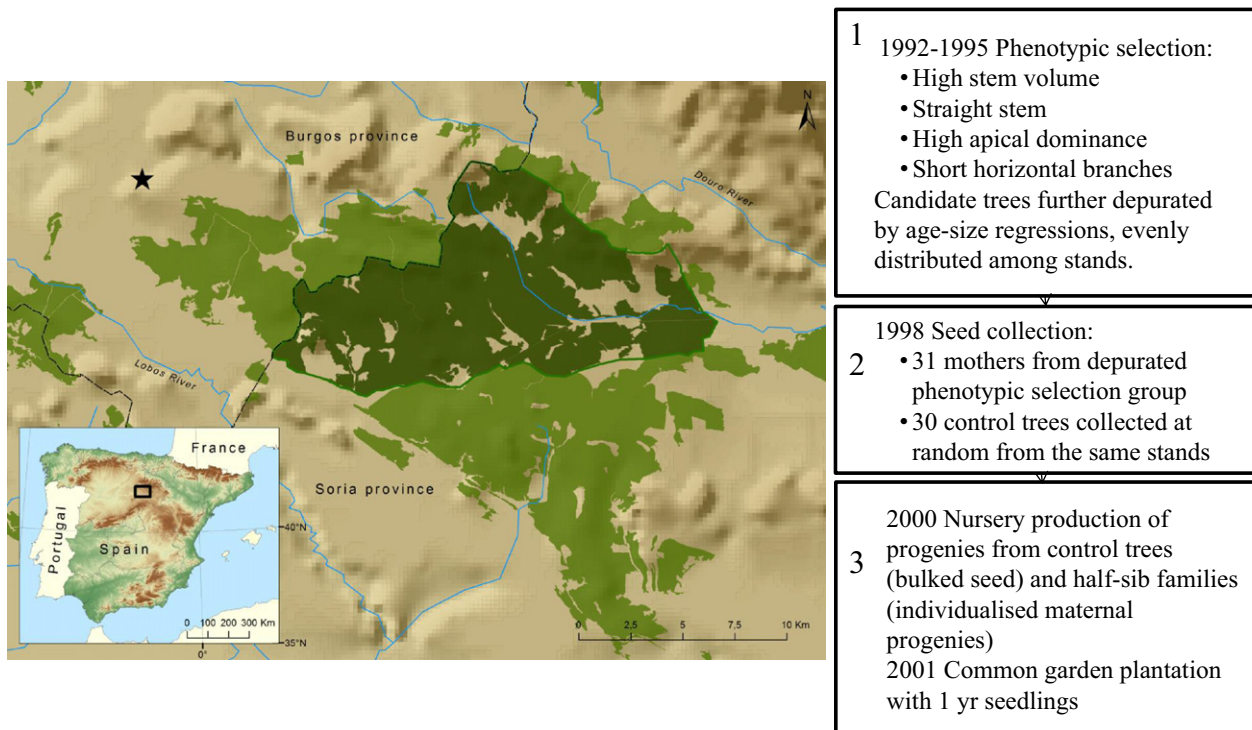 Burgos province
N
Douro River
Lobos River
Soria province
France
Portugal
Spain
40°N
35°N
0°
0 100 200 300 Km
0 2,5 5 7,5 10 Km
1
1992-1995 Phenotypic selection:
• High stem volume
• Straight stem
• High apical dominance
• Short horizontal branches
Candidate trees further depurated
by age-size regressions, evenly
distributed among stands.
2
1998 Seed collection:
• 31 mothers from depurated
phenotypic selection group
• 30 control trees collected at
random from the same stands
3
2000 Nursery production of
progenies from control trees
(bulked seed) and half-sib families
(individualised maternal
progenies)
2001 Common garden plantation
with 1 yr seedlings